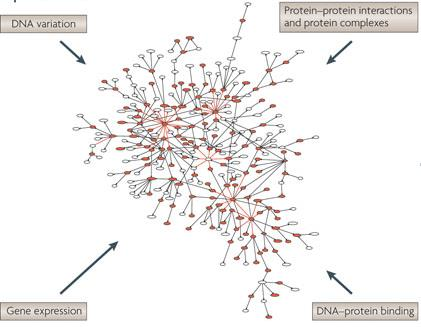 DNA variation
Protein–protein interactions
and protein complexes
Gene expression
DNA–protein binding